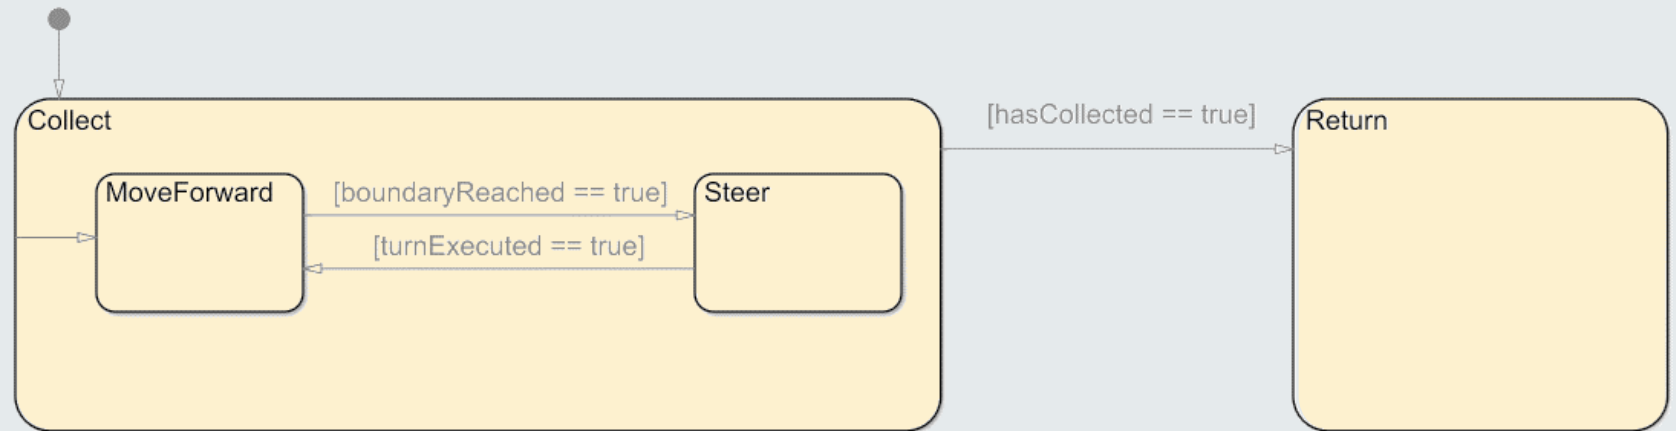 Collect
[hasCollected == true]
Return
MoveForward
[boundaryReached == true]
Steer
[turnExecuted == true]